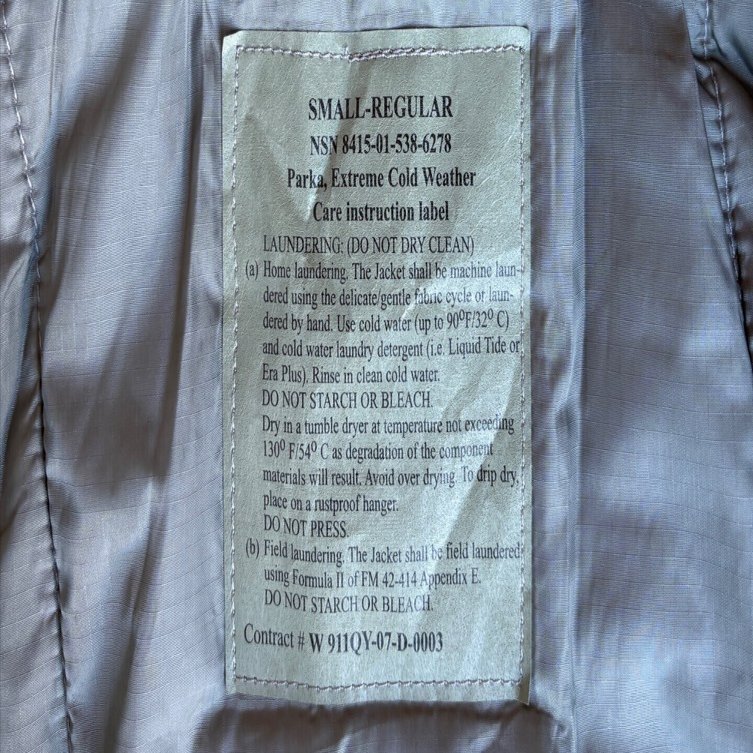 SMALL-REGULAR
NSN 8415-01-538-6278
Parka, Extreme Cold Weather
Care instruction label
LAUNDERING: (DO NOT DRY CLEAN)
(a) Home laundering. The Jacket shall be machine laun-
dered using the delicate/gentle fabric cycle or laun-
dered by hand. Use cold water (up to 90⁰F/32⁰ C)
and cold water laundry detergent (i.e. Liquid Tide or
Era Plus). Rinse in clean cold water.
DO NOT STARCH OR BLEACH.
Dry in a tumble dryer at temperature not exceeding
130⁰ F/54⁰ C as degradation of the component
materials will result. Avoid over drying. To drip dry,
place on a rustproof hanger.
DO NOT PRESS.
(b) Field laundering. The Jacket shall be field laundered
using Formula II of FM 42-414 Appendix E.
DO NOT STARCH OR BLEACH.
Contract # W 911QY-07-D-0003